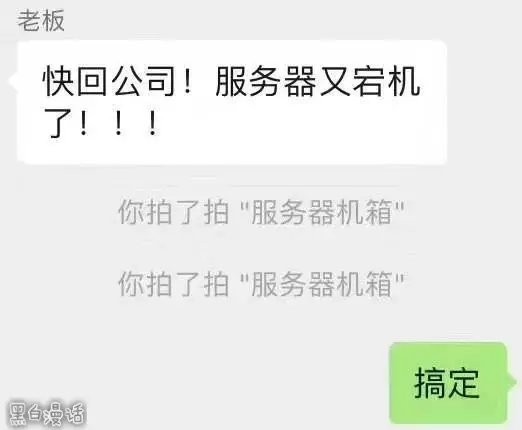 老板
快回公司！服务器又宕机
了！！！
你拍了拍 "服务器机箱"
你拍了拍 "服务器机箱"
搞定
黑白漫话